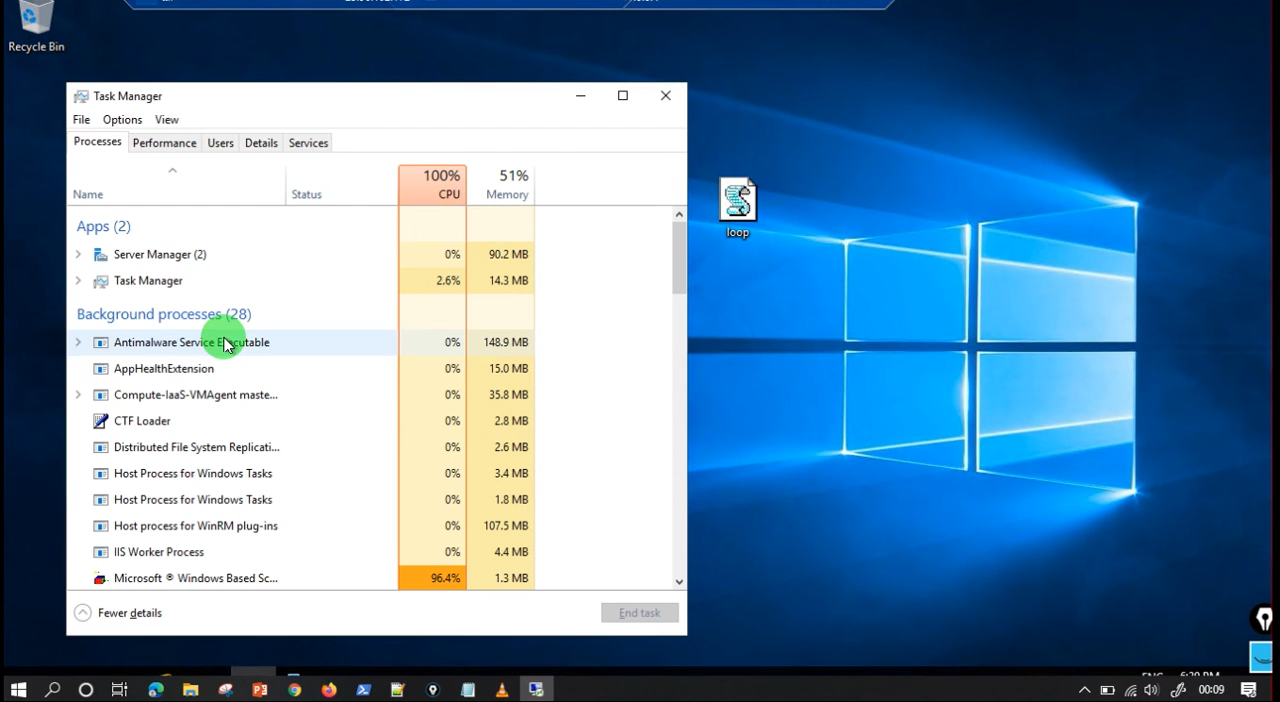 Recycle Bin
Task Manager
File Options View
Processes Performance Users Details Services
100% 51%
Name Status CPU Memory
Apps (2)
Server Manager (2) 0% 90.2 MB
Task Manager 2.6% 14.3 MB
Background processes (28)
Antimalware Service Executable 0% 148.9 MB
AppHealthExtension 0% 15.0 MB
Compute-IaaS-VMAgent maste... 0% 35.8 MB
CTF Loader 0% 2.8 MB
Distributed File System Replicati... 0% 2.6 MB
Host Process for Windows Tasks 0% 3.4 MB
Host Process for Windows Tasks 0% 1.8 MB
Host process for WinRM plug-ins 0% 107.5 MB
IIS Worker Process 0% 4.4 MB
Microsoft ® Windows Based Sc... 96.4% 1.3 MB
Fewer details End task
loop
00:09